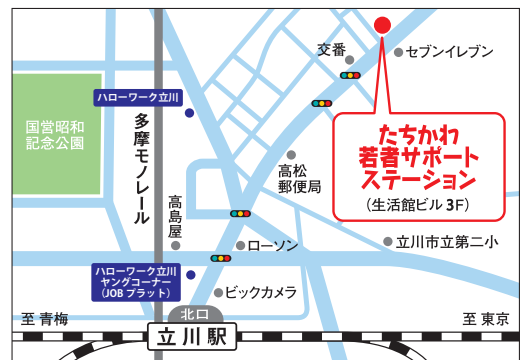 交番
セブンイレブン
ハローワーク立川
国営昭和
記念公園
多摩モノレール
たちかわ
若者サポート
ステーション
（生活館ビル3F）
高松
郵便局
高島屋
ローソン
立川市立第二小
ハローワーク立川
ヤングコーナー
（JOBプラット）
ビックカメラ
北口
至青梅
立川駅
至東京